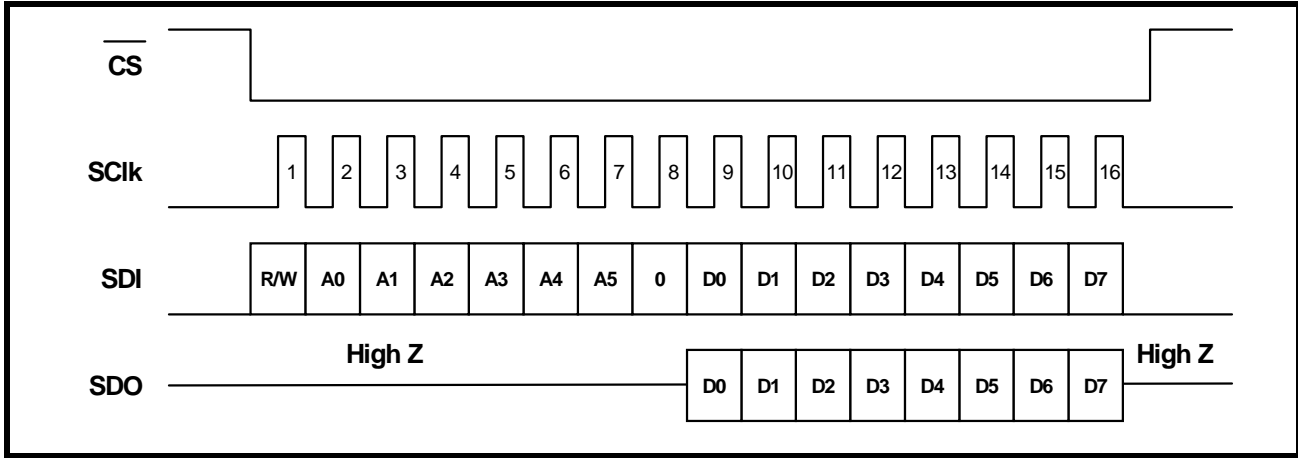 CS
SClk 1 2 3 4 5 6 7 8 9 10 11 12 13 14 15 16
SDI R/W A0 A1 A2 A3 A4 A5 0 D0 D1 D2 D3 D4 D5 D6 D7
High Z High Z
SDO D0 D1 D2 D3 D4 D5 D6 D7